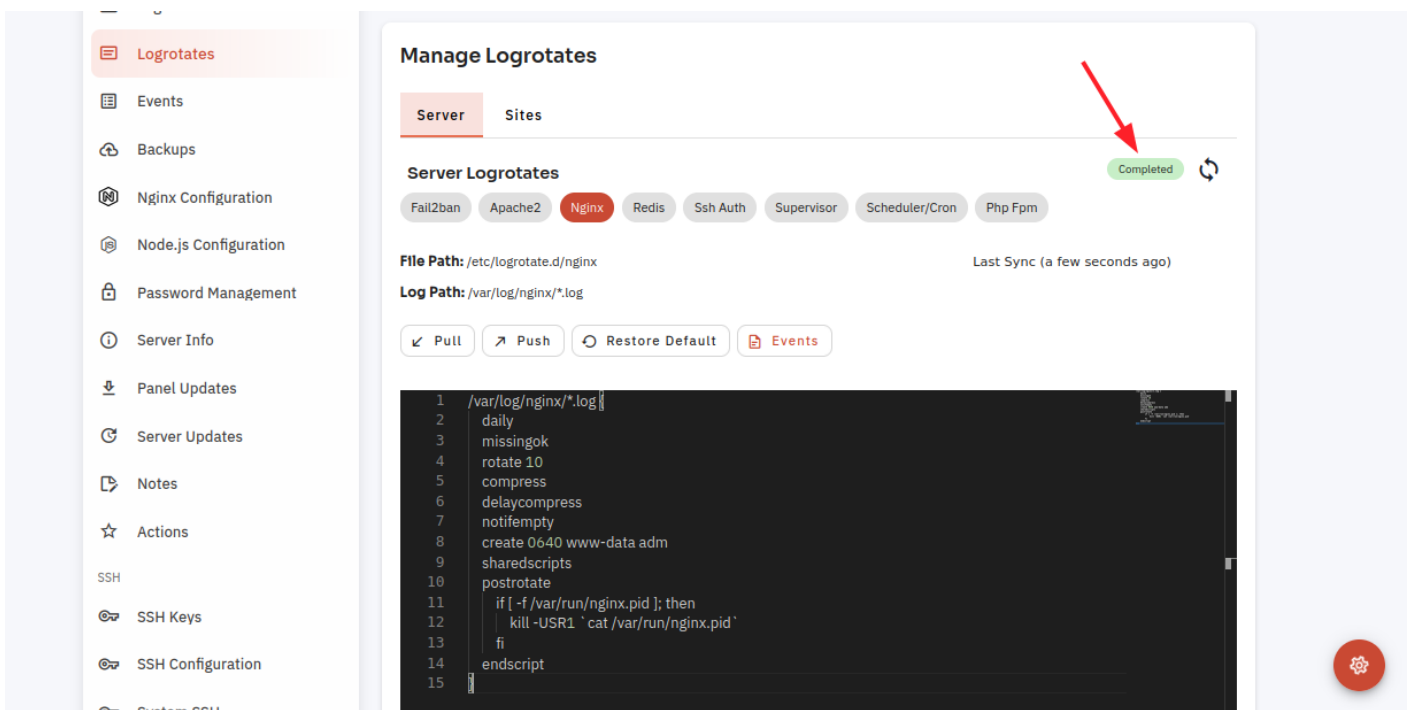 Logrotates
Events
Backups
Nginx Configuration
Node.js Configuration
Password Management
Server Info
Panel Updates
Server Updates
Notes
Actions
SSH
SSH Keys
SSH Configuration
Manage Logrotates
Server Sites
Server Logrotates
Completed
Fail2ban Apache2 Nginx Redis Ssh Auth Supervisor Scheduler/Cron Php Fpm
File Path: /etc/logrotate.d/nginx
Last Sync (a few seconds ago)
Log Path: /var/log/nginx/*.log
Pull Push Restore Default Events
1 /var/log/nginx/*.log {
2 daily
3 missingok
4 rotate 10
5 compress
6 delaycompress
7 notifempty
8 create 0640 www-data adm
9 sharedscripts
10 postrotate
11 if [ -f /var/run/nginx.pid ]; then
12 kill -USR1 `cat /var/run/nginx.pid`
13 fi
14 endscript
15 }